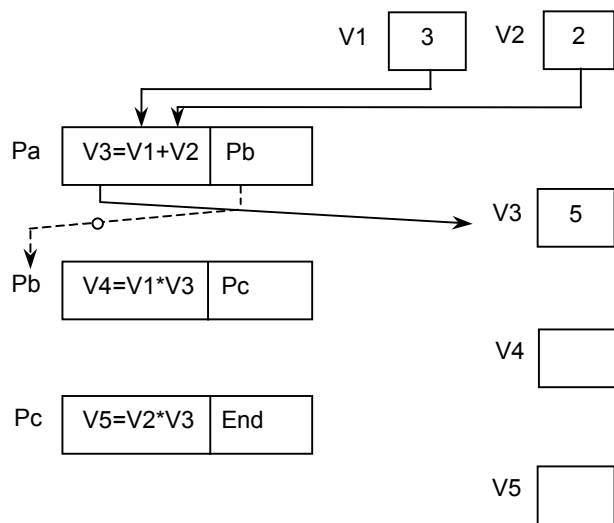 V1 3 V2 2
Pa V3=V1+V2 Pb
V3 5
Pb V4=V1*V3 Pc
V4
Pc V5=V2*V3 End
V5